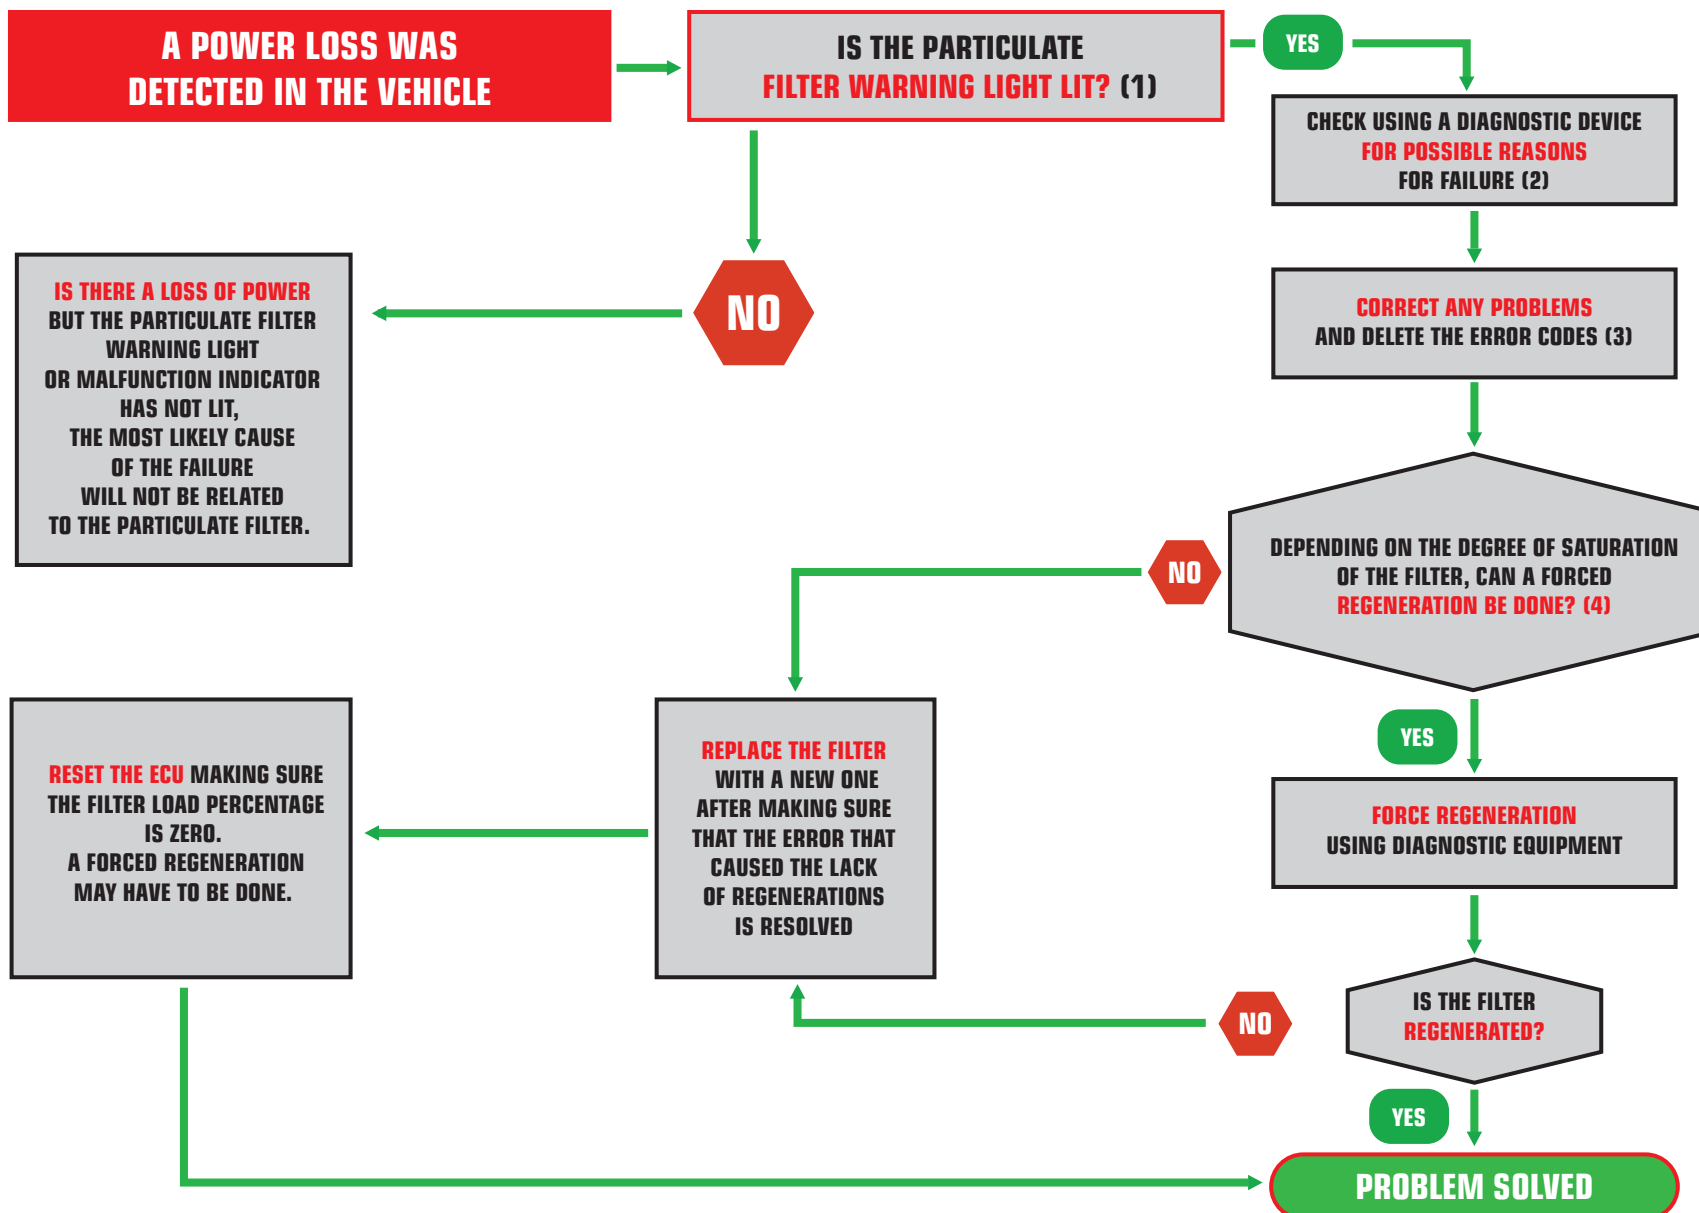 A POWER LOSS WAS
DETECTED IN THE VEHICLE
IS THE PARTICULATE
FILTER WARNING LIGHT LIT? (1)
YES
CHECK USING A DIAGNOSTIC DEVICE
FOR POSSIBLE REASONS
FOR FAILURE (2)
CORRECT ANY PROBLEMS
AND DELETE THE ERROR CODES (3)
NO
IS THERE A LOSS OF POWER
BUT THE PARTICULATE FILTER
WARNING LIGHT
OR MALFUNCTION INDICATOR
HAS NOT LIT,
THE MOST LIKELY CAUSE
OF THE FAILURE
WILL NOT BE RELATED
TO THE PARTICULATE FILTER.
DEPENDING ON THE DEGREE OF SATURATION
OF THE FILTER, CAN A FORCED
REGENERATION BE DONE? (4)
NO
YES
FORCE REGENERATION
USING DIAGNOSTIC EQUIPMENT
REPLACE THE FILTER
WITH A NEW ONE
AFTER MAKING SURE
THAT THE ERROR THAT
CAUSED THE LACK
OF REGENERATIONS
IS RESOLVED
RESET THE ECU MAKING SURE
THE FILTER LOAD PERCENTAGE
IS ZERO.
A FORCED REGENERATION
MAY HAVE TO BE DONE.
IS THE FILTER
REGENERATED?
NO
YES
PROBLEM SOLVED